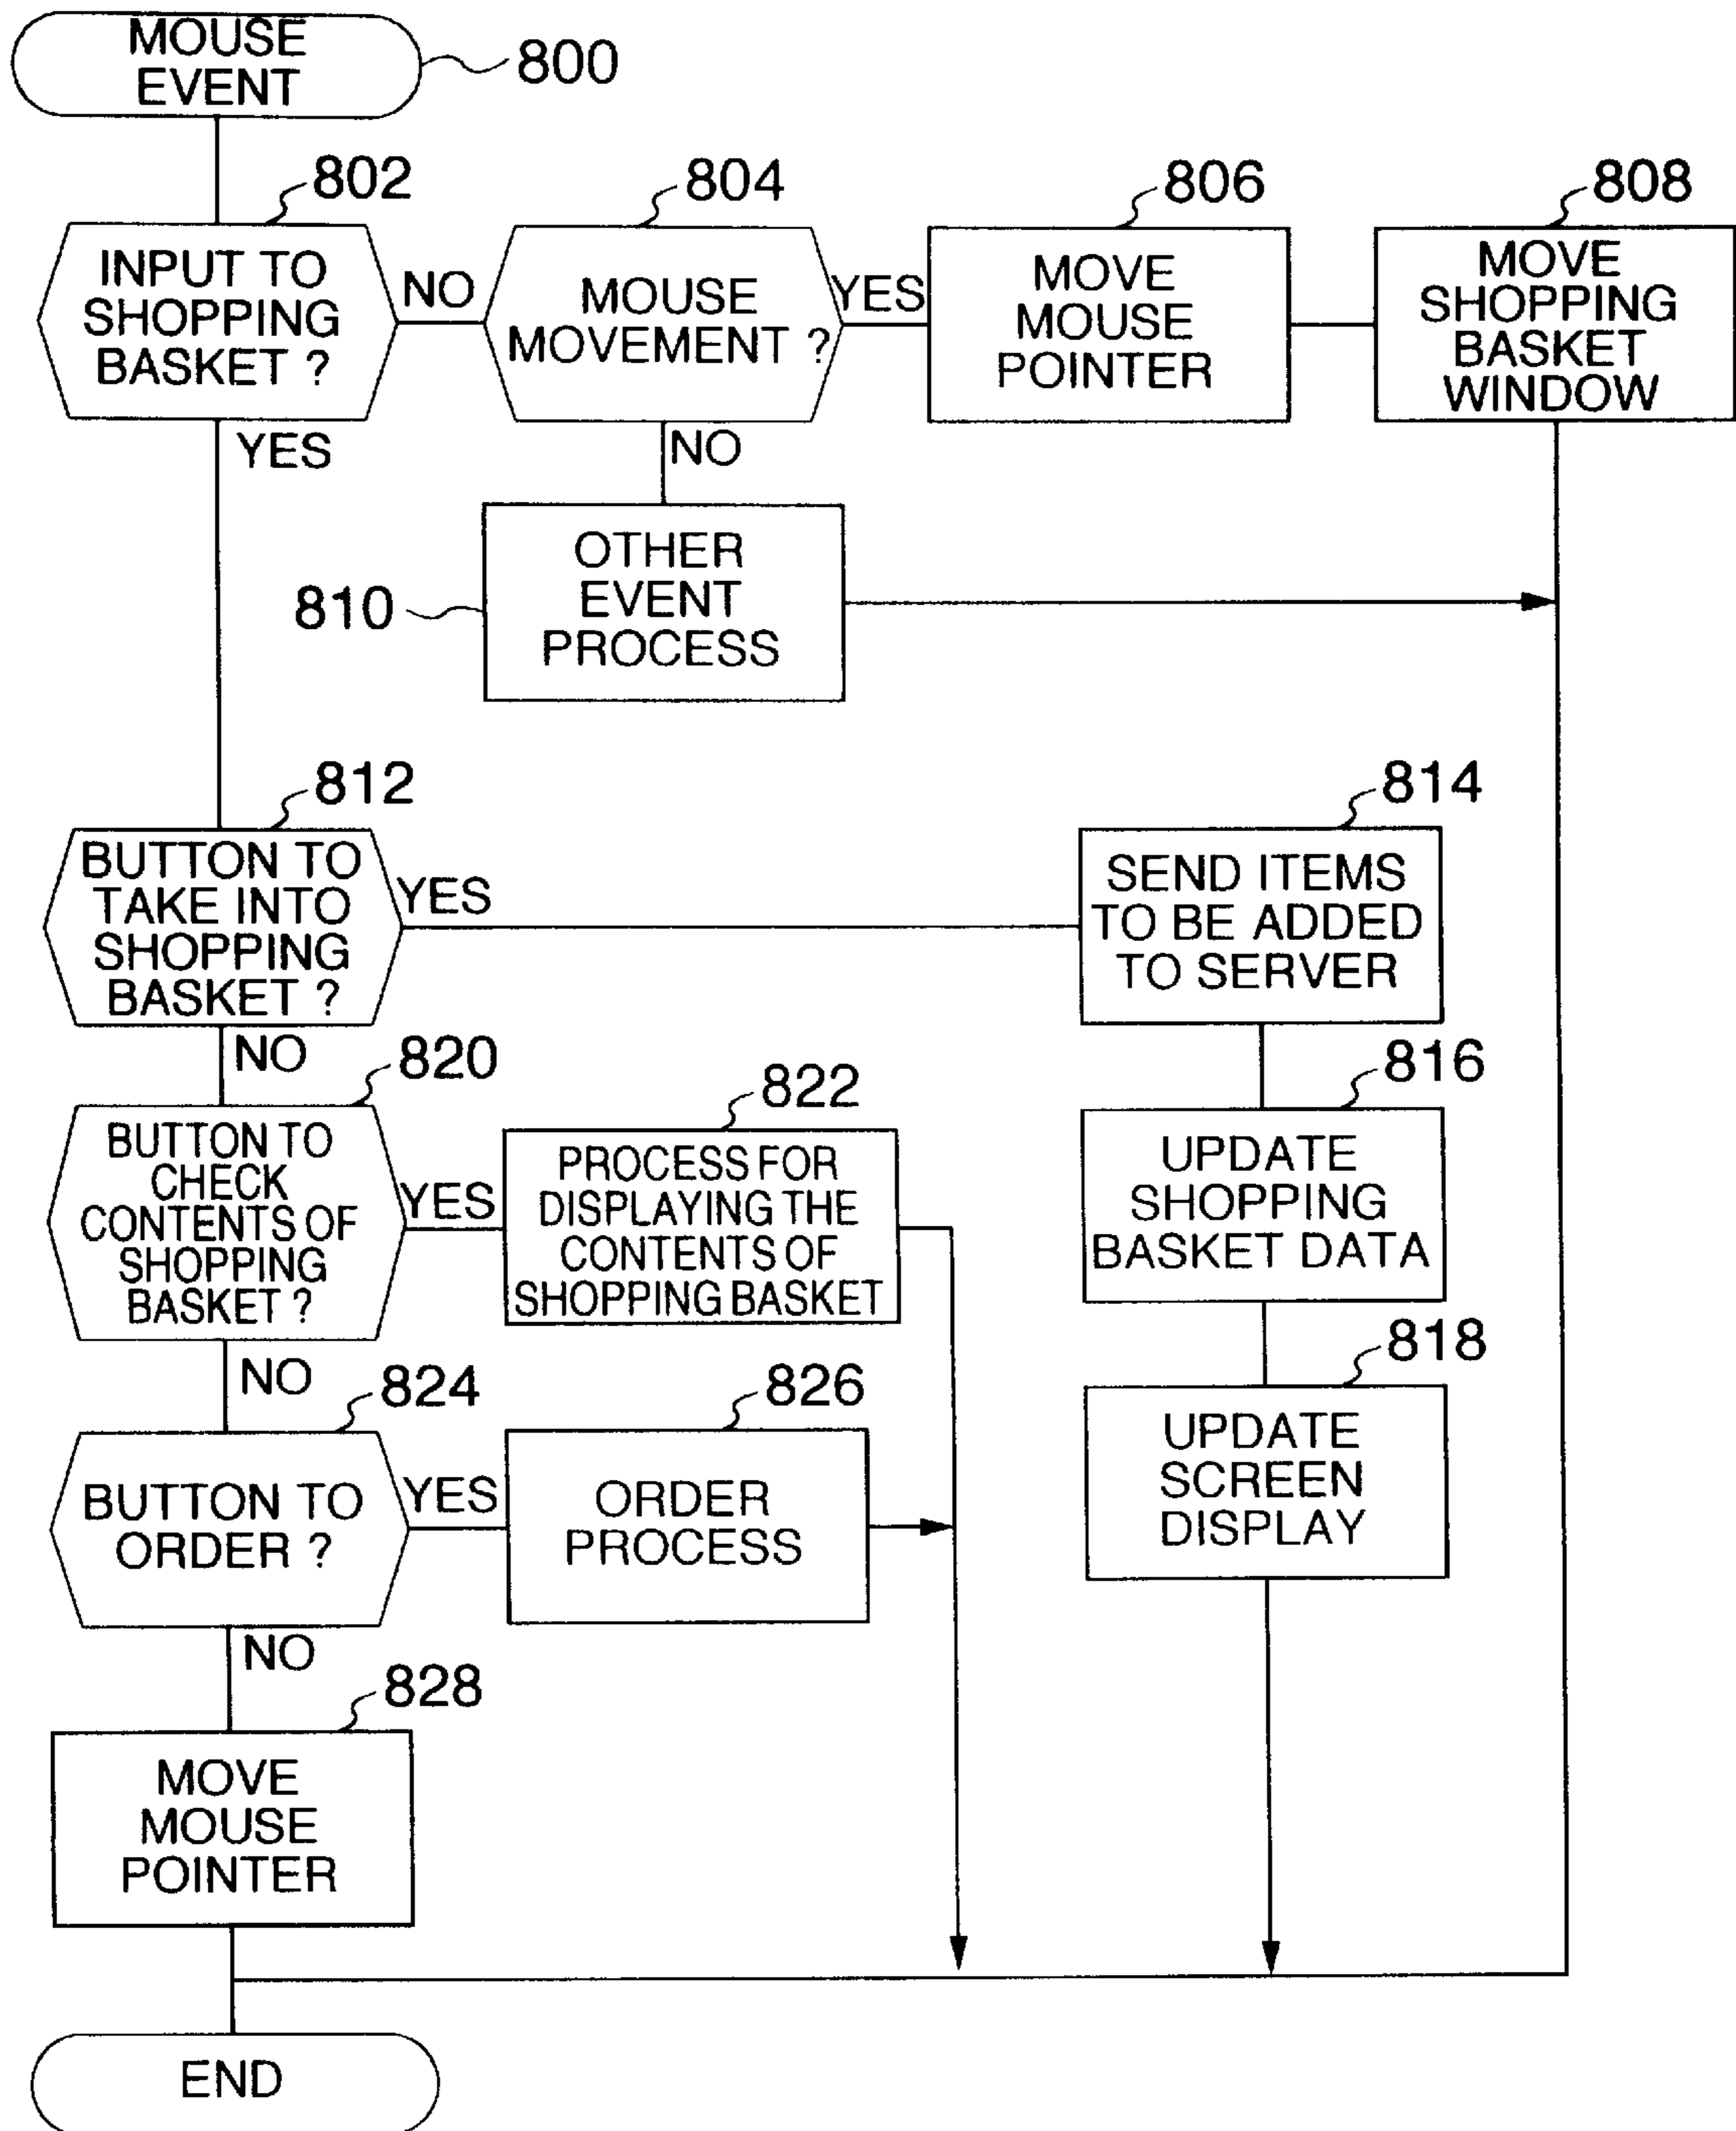 MOUSE
EVENT
800
802
804
806
808
INPUT TO
SHOPPING
BASKET ?
NO
MOUSE
MOVEMENT ?
YES
MOVE
MOUSE
POINTER
MOVE
SHOPPING
BASKET
WINDOW
YES
NO
810
OTHER
EVENT
PROCESS
812
BUTTON TO
TAKE INTO
SHOPPING
BASKET ?
YES
814
SEND ITEMS
TO BE ADDED
TO SERVER
NO
816
UPDATE
SHOPPING
BASKET DATA
820
BUTTON TO
CHECK
CONTENTS OF
SHOPPING
BASKET ?
YES
822
PROCESS FOR
DISPLAYING THE
CONTENTS OF
SHOPPING BASKET
818
UPDATE
SCREEN
DISPLAY
NO
824
BUTTON TO
ORDER ?
YES
826
ORDER
PROCESS
NO
828
MOVE
MOUSE
POINTER
END